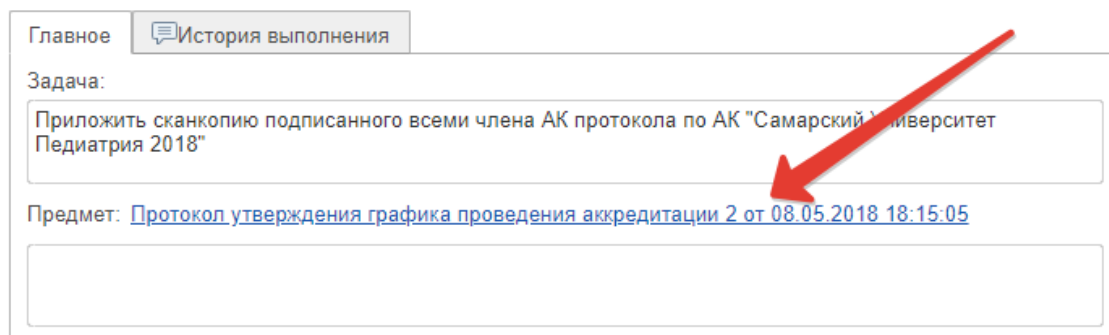 Главное История выполнения
Задача:
Приложить сканкопию подписанного всеми члена АК протокола по АК "Самарский Университет
Педиатрия 2018"
Предмет: Протокол утверждения графика проведения аккредитации 2 от 08.05.2018 18:15:05